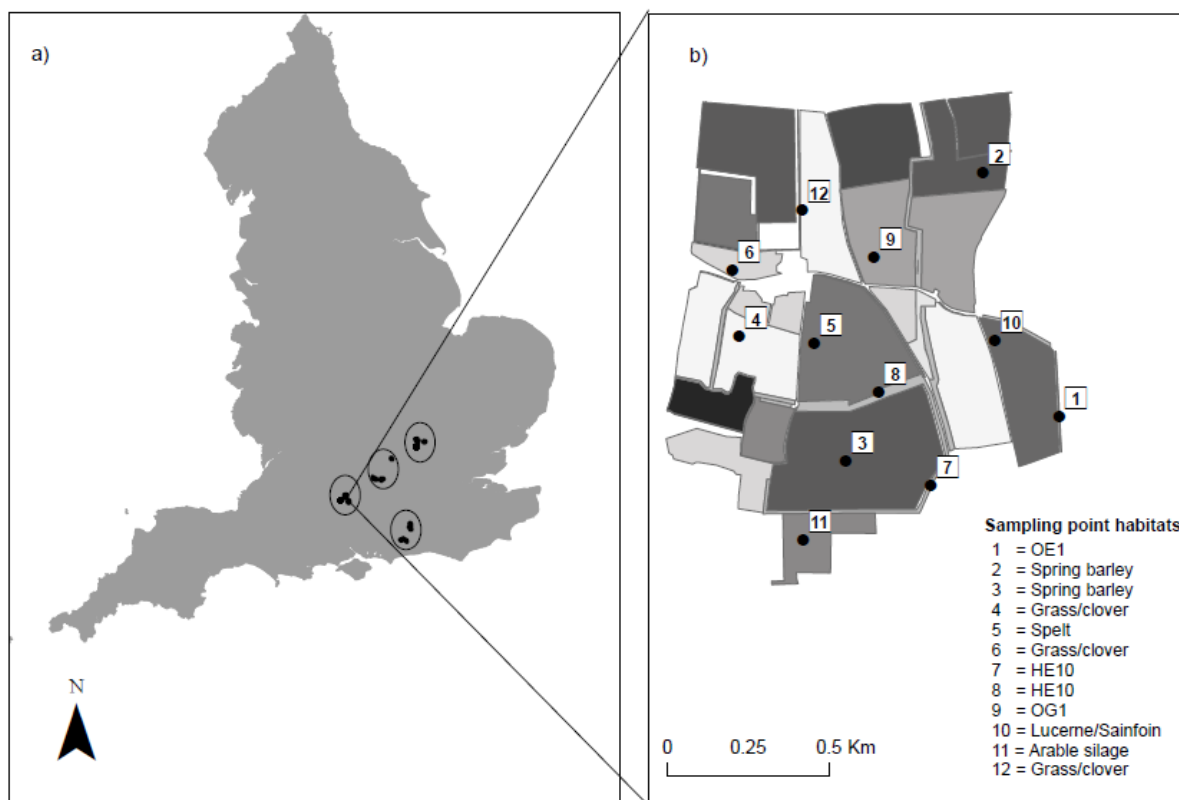 a)
N
b)
2
12
9
6
4
5
10
8
1
3
7
11
0
0.25
0.5 Km
Sampling point habitats
1 = OE1
2 = Spring barley
3 = Spring barley
4 = Grass/clover
5 = Spelt
6 = Grass/clover
7 = HE10
8 = HE10
9 = OG1
10 = Lucerne/Sainfoin
11 = Arable silage
12 = Grass/clover